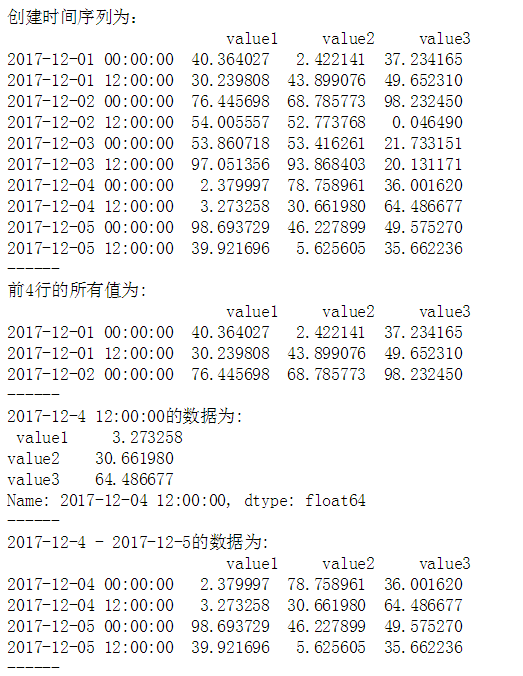 创建时间序列为：
                        value1     value2     value3
2017-12-01 00:00:00  40.364027   2.422141  37.234165
2017-12-01 12:00:00  30.239808  43.899076  49.652310
2017-12-02 00:00:00  76.445698  68.785773  98.232450
2017-12-02 12:00:00  54.005557  52.773768   0.046490
2017-12-03 00:00:00  53.860718  53.416261  21.733151
2017-12-03 12:00:00  97.051356  93.868403  20.131171
2017-12-04 00:00:00   2.379997  78.758961  36.001620
2017-12-04 12:00:00   3.273258  30.661980  64.486677
2017-12-05 00:00:00  98.693729  46.227899  49.575270
2017-12-05 12:00:00  39.921696   5.625605  35.662236
------
前4行的所有值为:
                        value1     value2     value3
2017-12-01 00:00:00  40.364027   2.422141  37.234165
2017-12-01 12:00:00  30.239808  43.899076  49.652310
2017-12-02 00:00:00  76.445698  68.785773  98.232450
------
2017-12-4 12:00:00的数据为:
 value1     3.273258
value2    30.661980
value3    64.486677
Name: 2017-12-04 12:00:00, dtype: float64
------
2017-12-4 - 2017-12-5的数据为:
                        value1     value2     value3
2017-12-04 00:00:00   2.379997  78.758961  36.001620
2017-12-04 12:00:00   3.273258  30.661980  64.486677
2017-12-05 00:00:00  98.693729  46.227899  49.575270
2017-12-05 12:00:00  39.921696   5.625605  35.662236
------